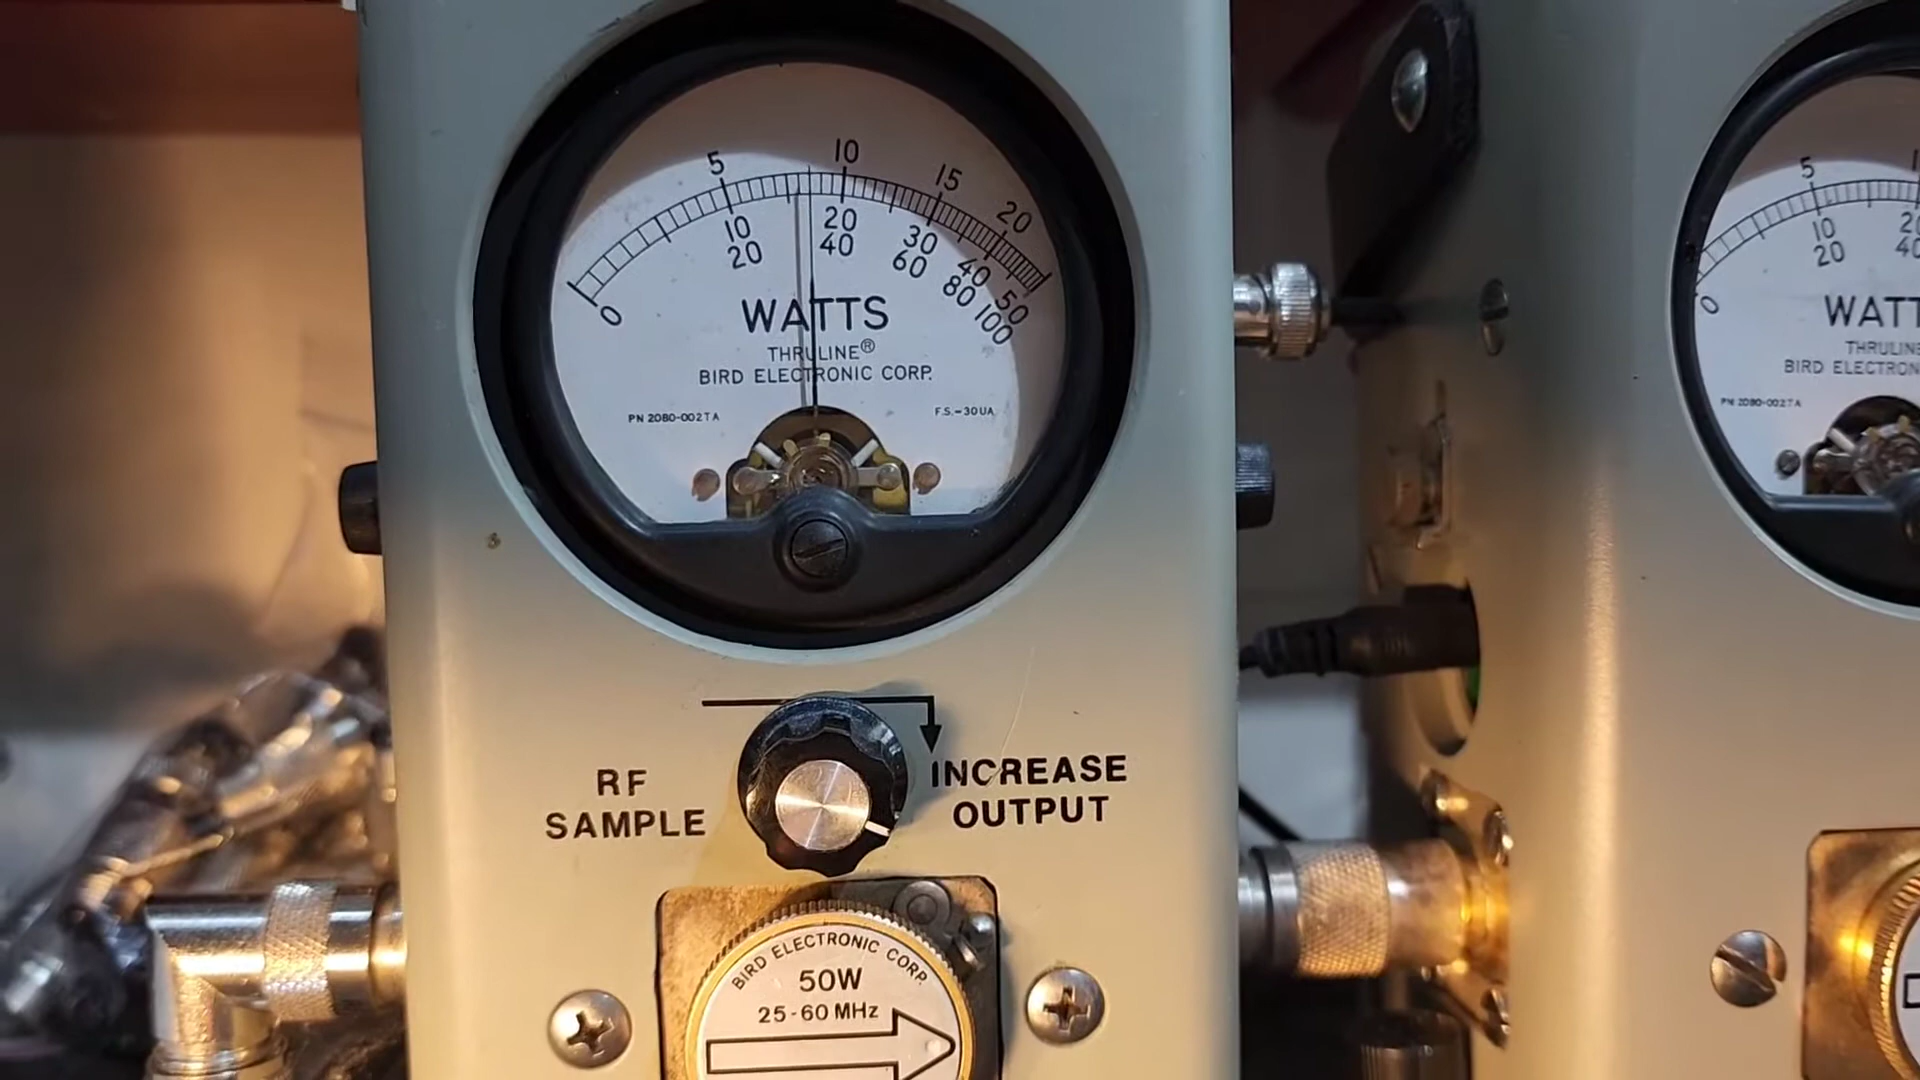 5 10 15 20
10 20 30 40 50
20 40 60 80 100
0
WATTS
THRULINE®
BIRD ELECTRONIC CORP.
PN 2080-002TA
F.S.-30UA
RF
SAMPLE
INCREASE
OUTPUT
BIRD ELECTRONIC CORP.
50W
25-60 MHz
5
10
20
0
WATT
THRULINE
BIRD ELECTRON
PN 2080-002TA